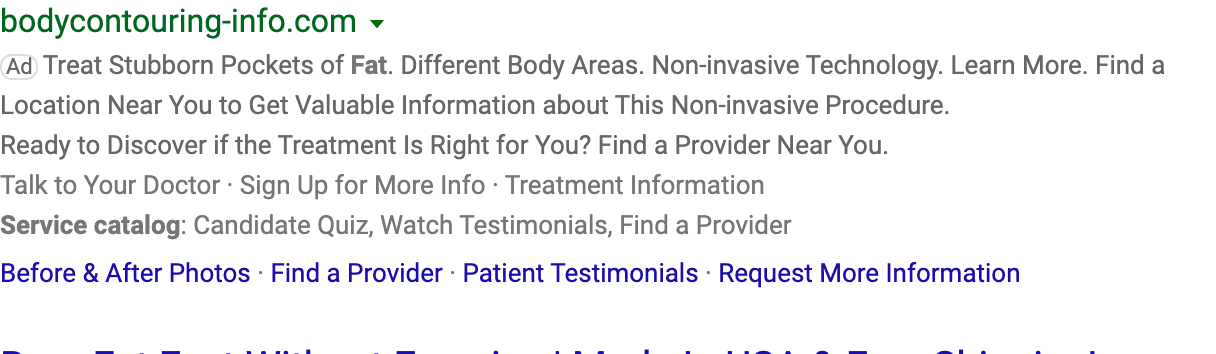 bodycontouring-info.com
Ad Treat Stubborn Pockets of Fat. Different Body Areas. Non-invasive Technology. Learn More. Find a
Location Near You to Get Valuable Information about This Non-invasive Procedure.
Ready to Discover if the Treatment Is Right for You? Find a Provider Near You.
Talk to Your Doctor · Sign Up for More Info · Treatment Information
Service catalog: Candidate Quiz, Watch Testimonials, Find a Provider
Before & After Photos · Find a Provider · Patient Testimonials · Request More Information